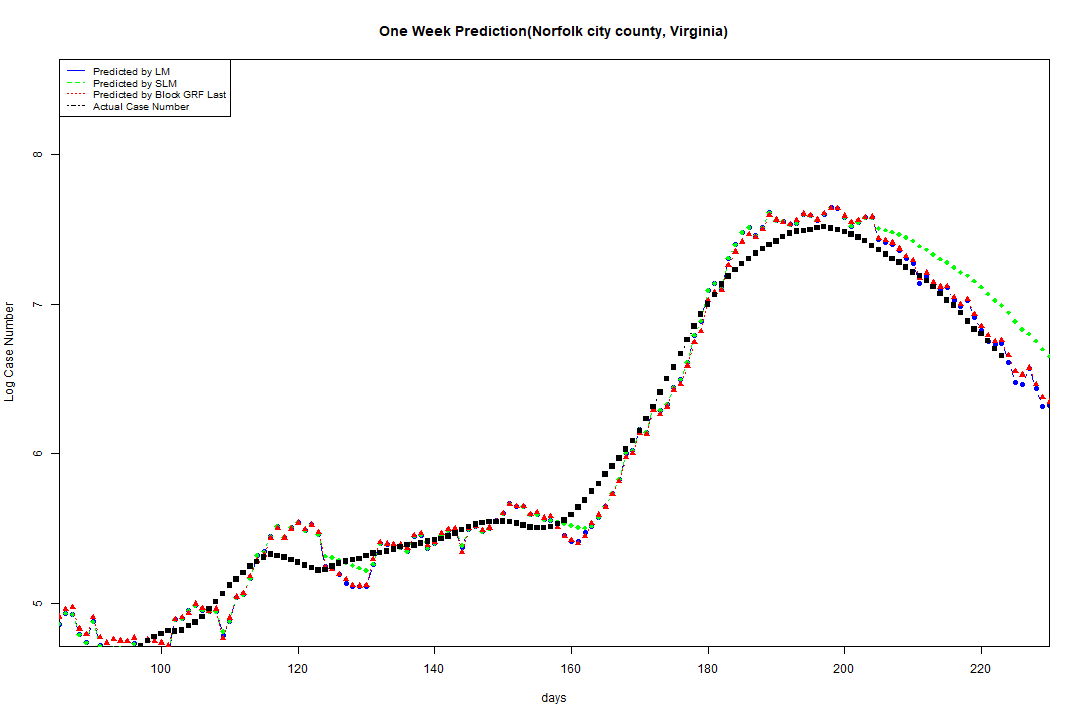 One Week Prediction(Norfolk city county, Virginia)
Predicted by LM
Predicted by SLM
Predicted by Block GRF Last
Actual Case Number
8
7
6
5
Log Case Number
100 120 140 160 180 200 220
days